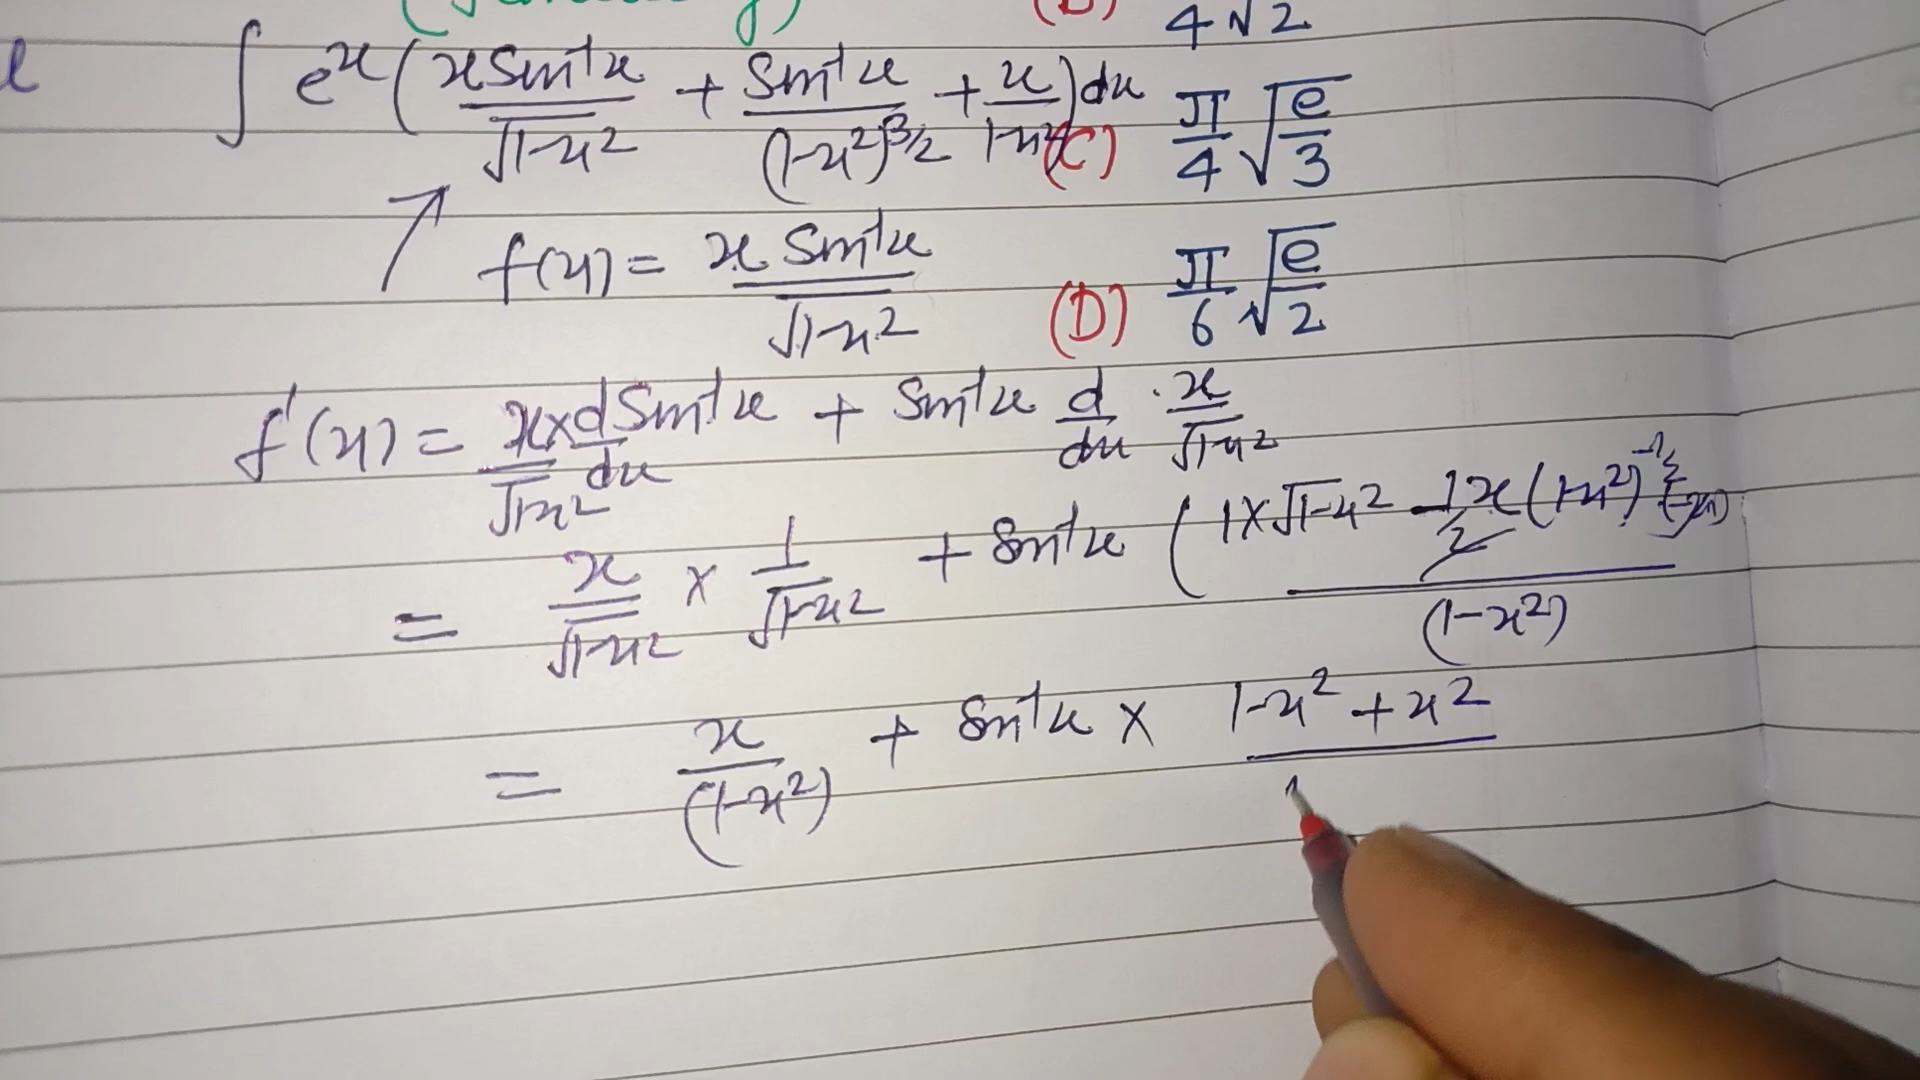 (B) 4√2
∫ eˣ ( x sin⁻¹x / √1-x² + sin⁻¹x / (1-x²)^3/2 + x / 1-x² ) dx
(C) π/4 √e/3
f(x) = x sin⁻¹x / √1-x²
(D) π/6 √e/2
f'(x) = x/√1-x² × d/dx sin⁻¹x + sin⁻¹x d/dx · x/√1-x²
= x/√1-x² × 1/√1-x² + sin⁻¹x ( 1×√1-x² - 1/2 x (1-x²)^-1/2 (-2x) / (1-x²)
= x/(1-x²) + sin⁻¹x × 1-x²+x²